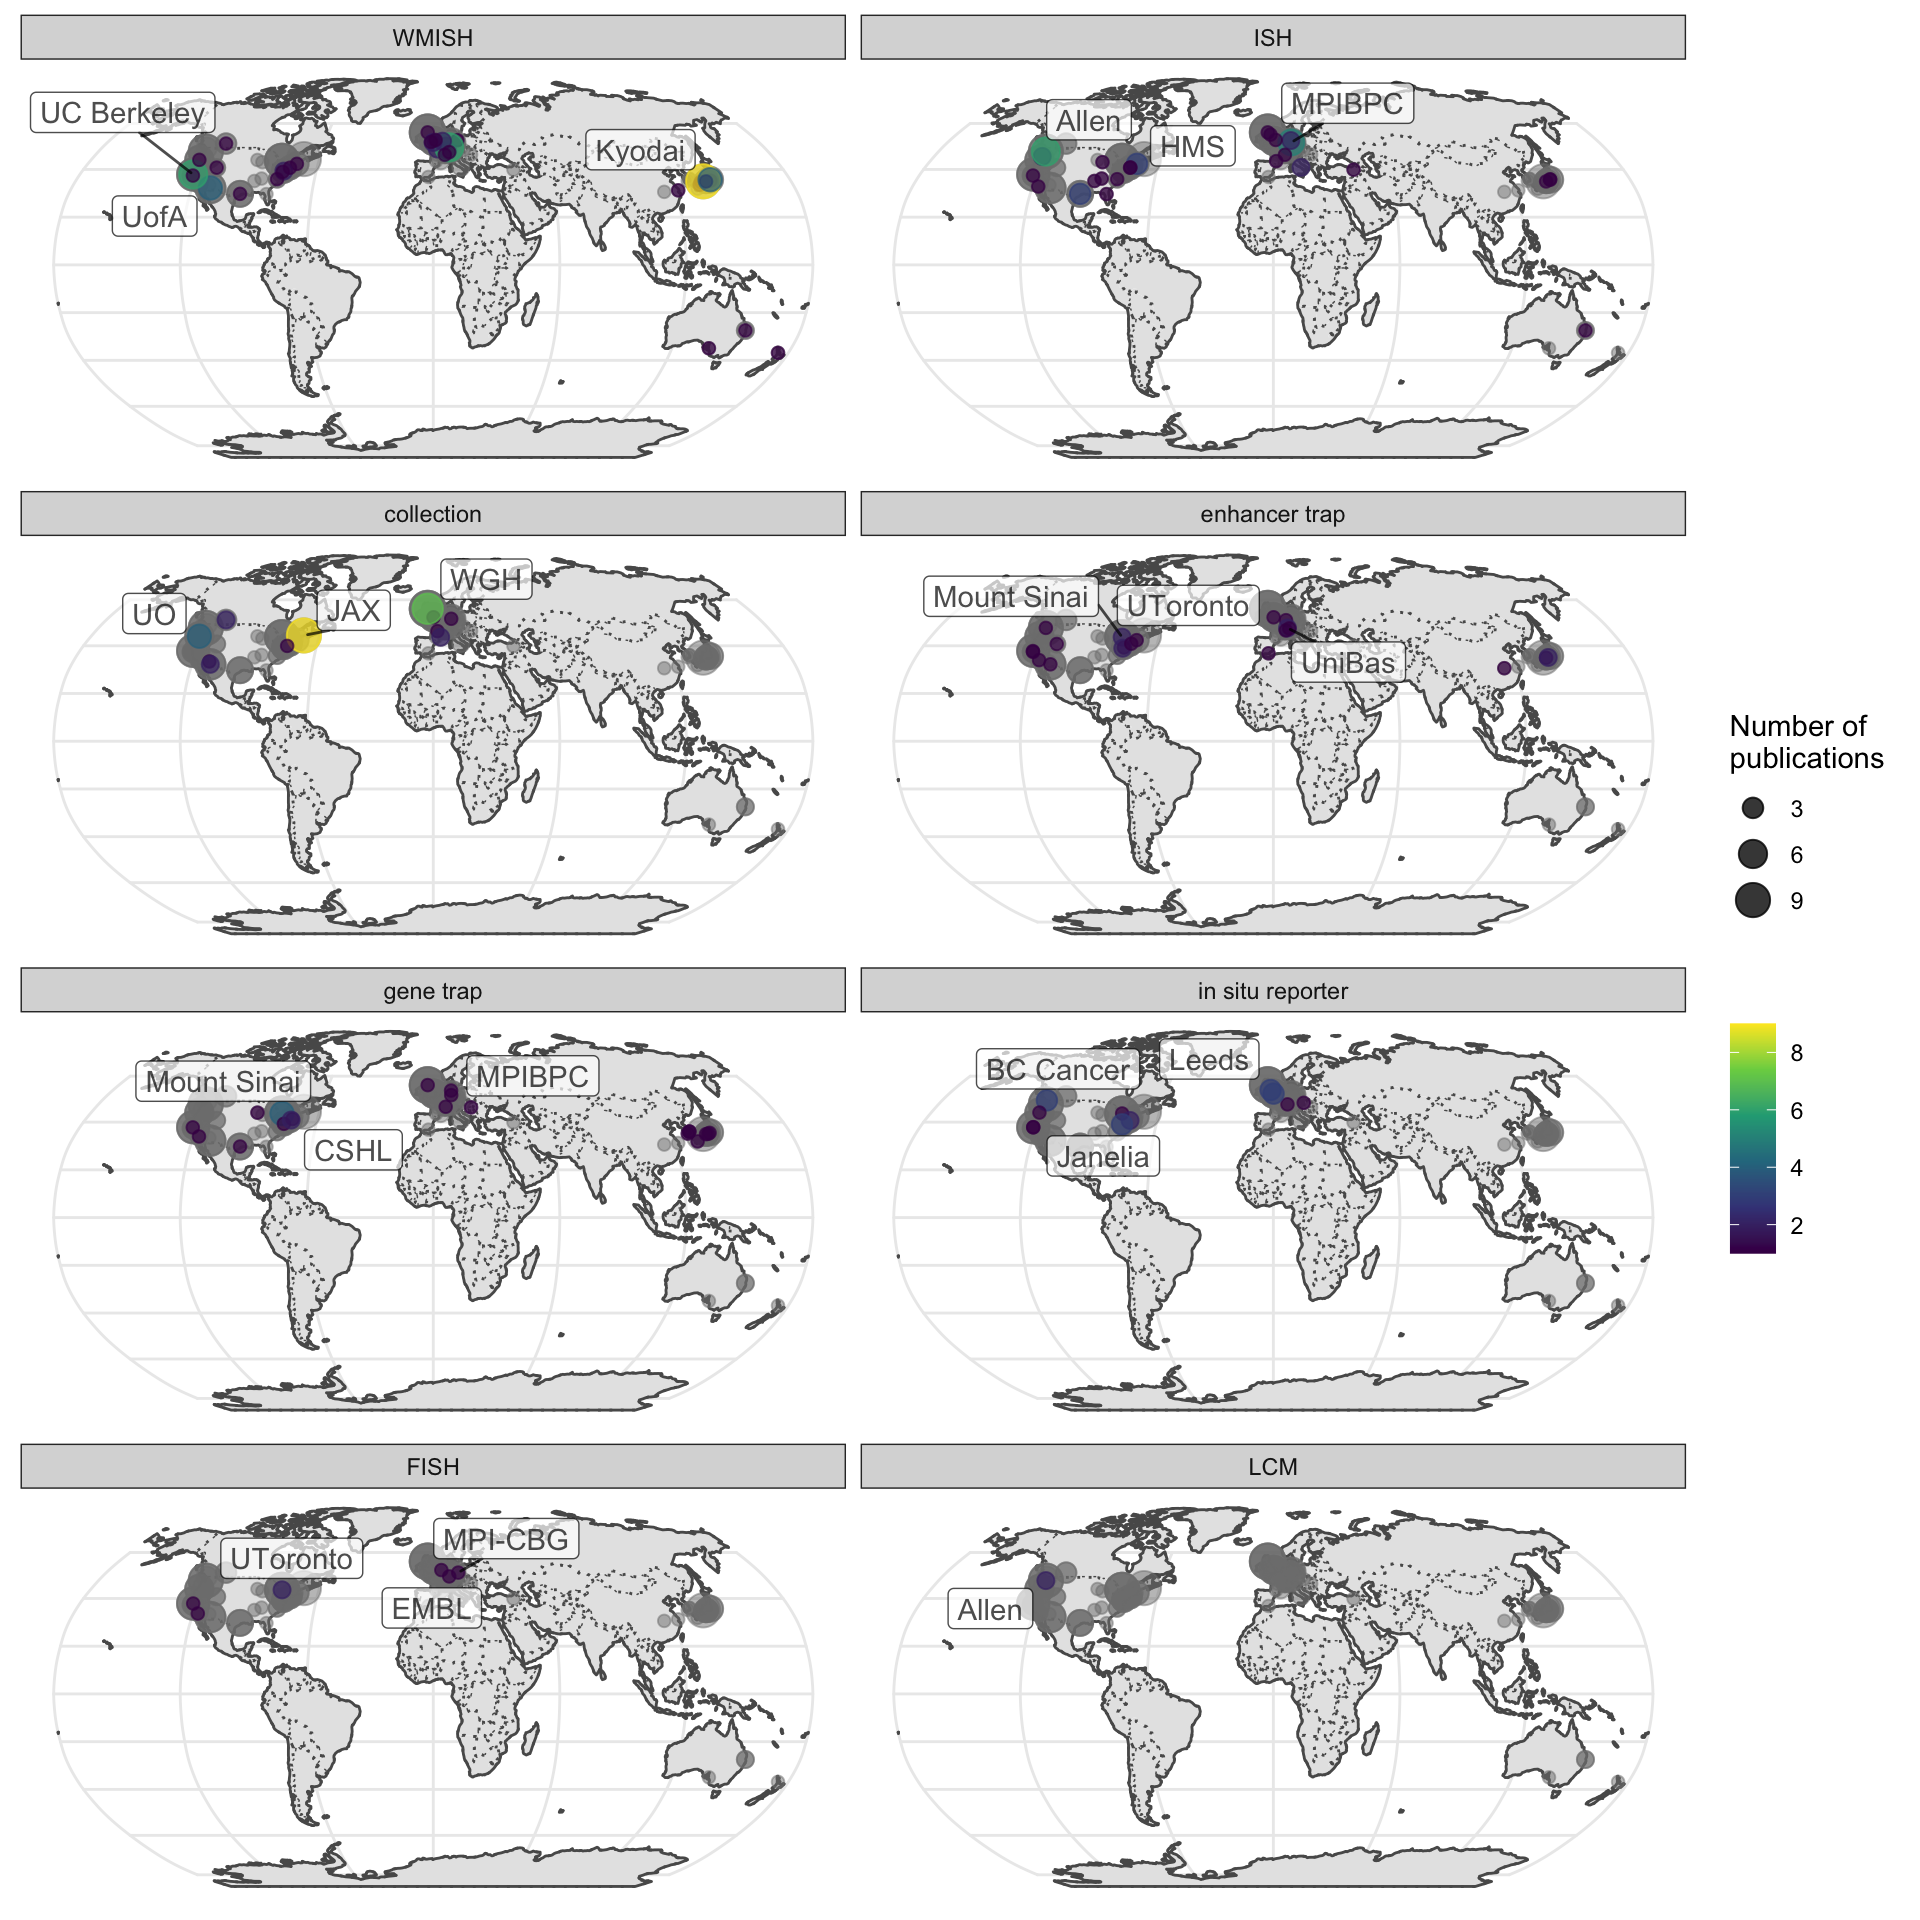 WMISH
ISH
UC Berkeley
UofA
Kyodai
Allen
HMS
MPIBPC
collection
enhancer trap
UO
JAX
WGH
Mount Sinai
UToronto
UniBas
gene trap
in situ reporter
Mount Sinai
CSHL
MPIBPC
BC Cancer
Leeds
Janelia
FISH
LCM
UToronto
MPI-CBG
EMBL
Allen
Number of
publications
3
6
9
8
6
4
2